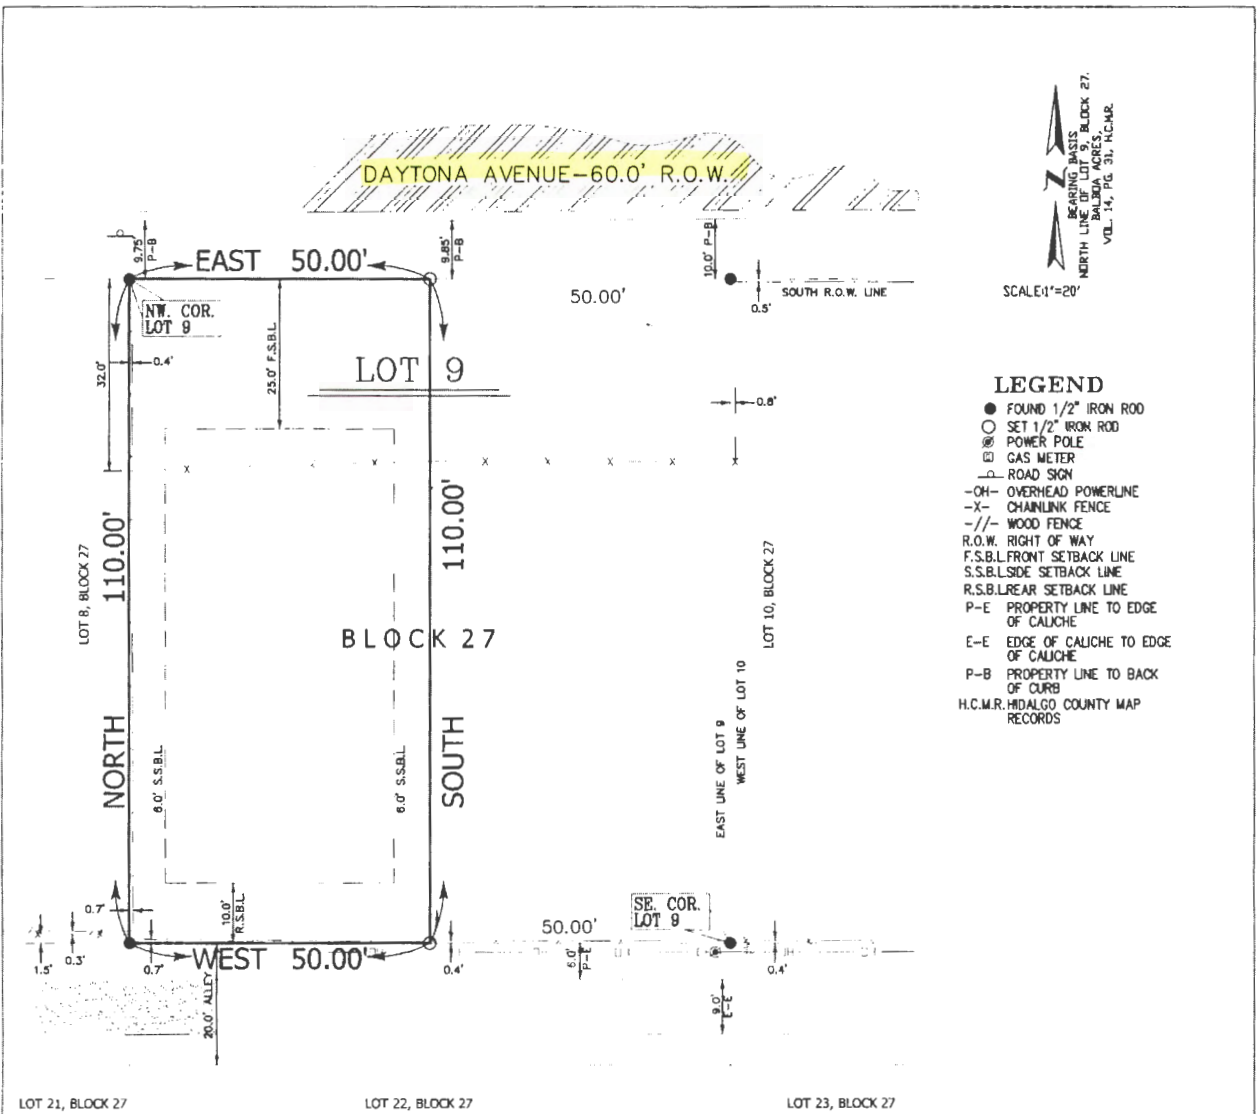 DAYTONA AVENUE-60.0' R.O.W.
BEARING BASIS
NORTH LINE OF LOT 9, BLOCK 27.
BALBOA ACRES,
VOL. 14, PG. 31, H.C.M.R.
N
SCALE:1"=20'
9.75'
P-B
9.85'
P-B
10.0' P-B
EAST 50.00'
50.00'
SOUTH R.O.W. LINE
0.5'
NW. COR.
LOT 9
32.0'
0.4'
25.0' F.S.B.L.
LOT 9
0.8'
LEGEND
FOUND 1/2" IRON ROD
SET 1/2" IRON ROD
POWER POLE
GAS METER
ROAD SIGN
-OH- OVERHEAD POWERLINE
-X- CHAINLINK FENCE
-//- WOOD FENCE
R.O.W. RIGHT OF WAY
F.S.B.L. FRONT SETBACK LINE
S.S.B.L. SIDE SETBACK LINE
R.S.B.L. REAR SETBACK LINE
P-E PROPERTY LINE TO EDGE
OF CALICHE
E-E EDGE OF CALICHE TO EDGE
OF CALICHE
P-B PROPERTY LINE TO BACK
OF CURB
H.C.M.R. HIDALGO COUNTY MAP
RECORDS
LOT 8, BLOCK 27
NORTH 110.00'
SOUTH 110.00'
BLOCK 27
LOT 10, BLOCK 27
6.0' S.S.B.L.
6.0' S.S.B.L.
EAST LINE OF LOT 9
WEST LINE OF LOT 10
0.7'
10.0'
R.S.B.L.
SE. COR.
LOT 9
50.00'
WEST 50.00'
1.5'
0.3'
0.7'
0.4'
6.0'
P-E
0.4'
20.0' ALLEY
9.0'
E-E
LOT 21, BLOCK 27
LOT 22, BLOCK 27
LOT 23, BLOCK 27